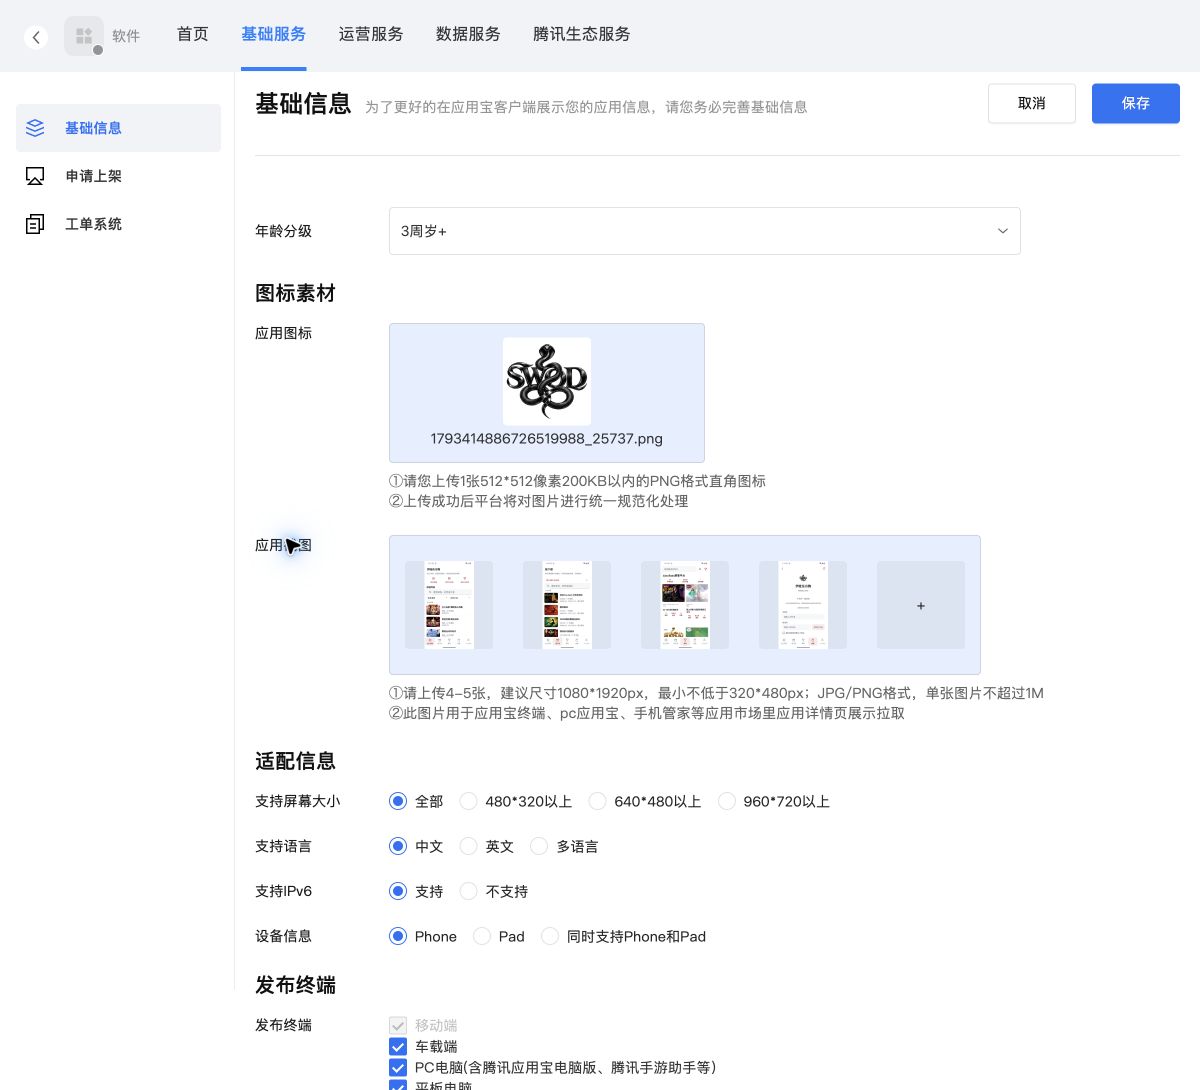 软件 首页 基础服务 运营服务 数据服务 腾讯生态服务
基础信息
申请上架
工单系统
基础信息 为了更好的在应用宝客户端展示您的应用信息，请您务必完善基础信息 取消 保存
年龄分级 3周岁+
图标素材
应用图标
SWOD
1793414886726519988_25737.png
①请您上传1张512*512像素200KB以内的PNG格式直角图标
②上传成功后平台将对图片进行统一规范化处理
应用 图
+
①请上传4-5张，建议尺寸1080*1920px，最小不低于320*480px；JPG/PNG格式，单张图片不超过1M
②此图片用于应用宝终端、pc应用宝、手机管家等应用市场里应用详情页展示拉取
适配信息
支持屏幕大小 全部 480*320以上 640*480以上 960*720以上
支持语言 中文 英文 多语言
支持IPv6 支持 不支持
设备信息 Phone Pad 同时支持Phone和Pad
发布终端
发布终端 移动端
车载端
PC电脑(含腾讯应用宝电脑版、腾讯手游助手等)
平板电脑